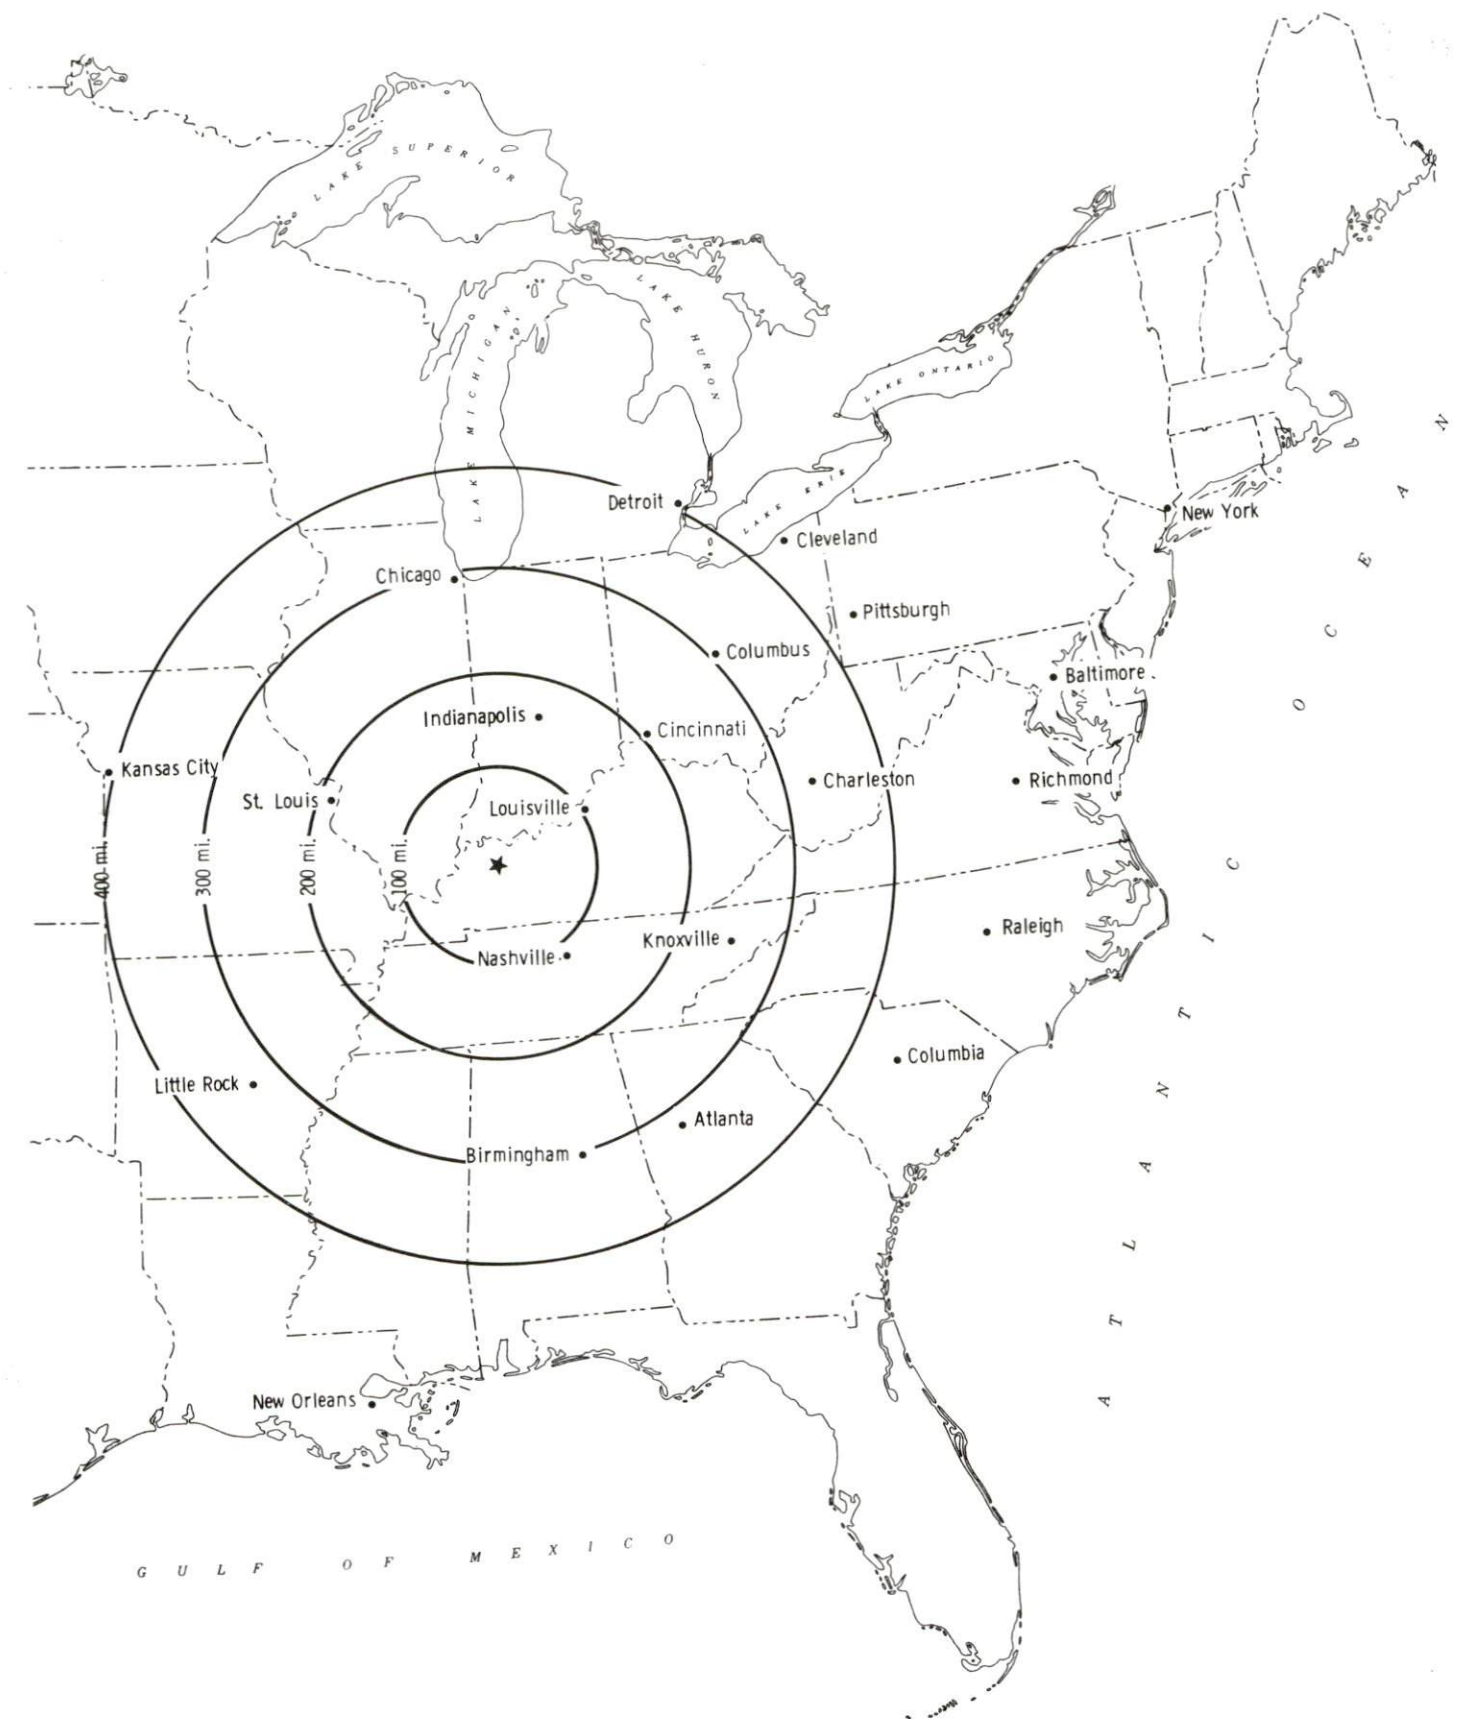 LAKE SUPERIOR
LAKE HURON
LAKE MICHIGAN
LAKE ONTARIO
LAKE ERIE
Detroit
New York
Cleveland
Chicago
Pittsburgh
Columbus
Baltimore
Indianapolis
Cincinnati
Kansas City
Charleston
Richmond
St. Louis
Louisville
400 mi.
300 mi.
200 mi.
100 mi.
Raleigh
Knoxville
Nashville
Columbia
Little Rock
Atlanta
Birmingham
New Orleans
ATLANTIC OCEAN
GULF OF MEXICO